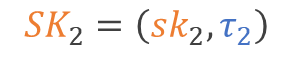 SK₂ = (sk₂, τ₂)